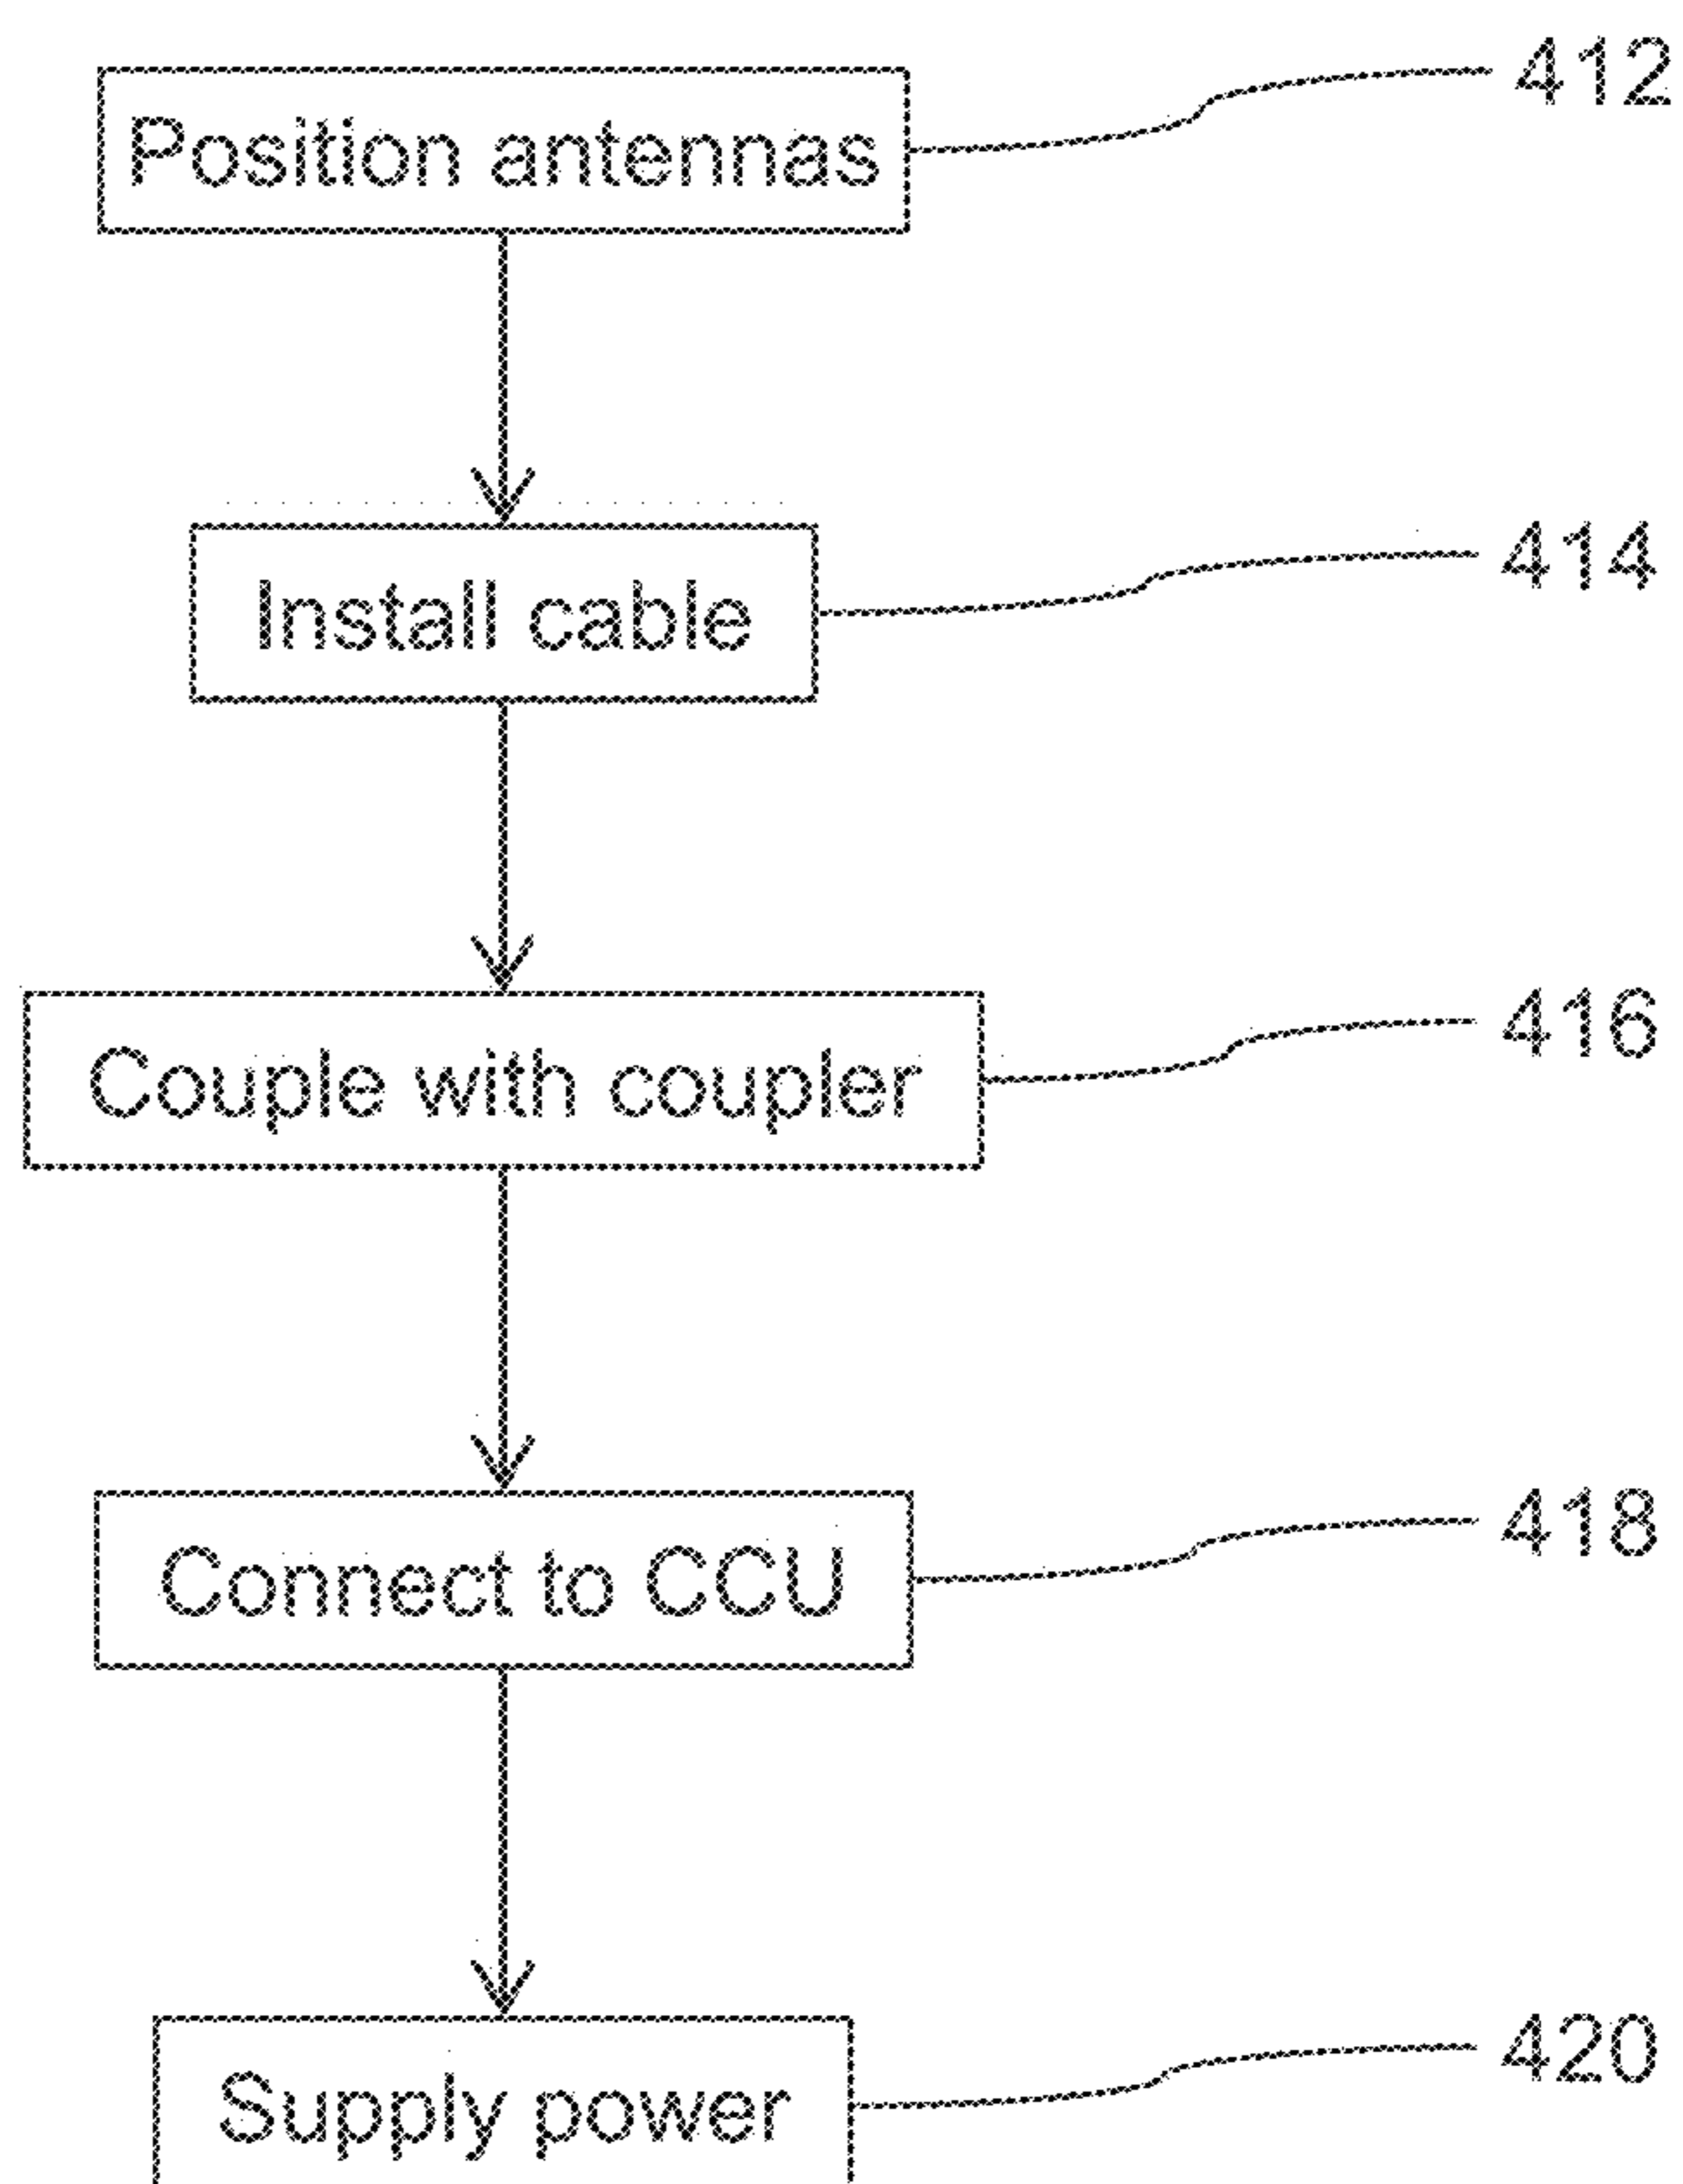 Position antennas
412
Install cable
414
Couple with coupler
416
Connect to CCU
418
Supply power
420